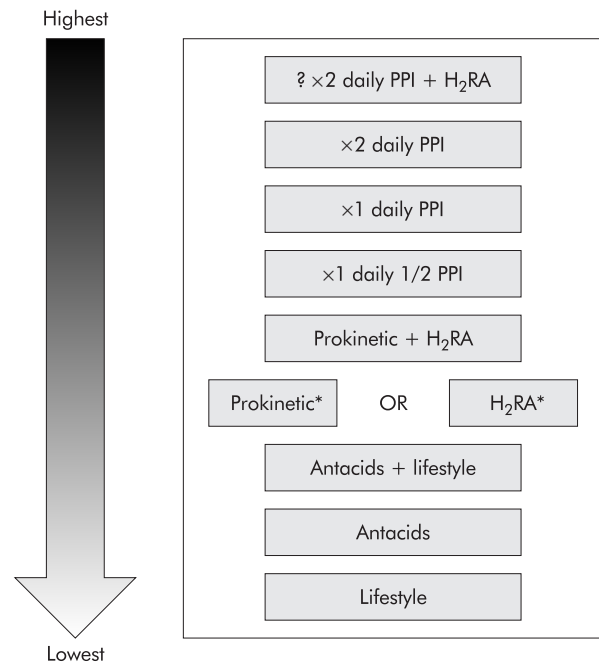 Highest
? ×2 daily PPI + H₂RA
×2 daily PPI
×1 daily PPI
×1 daily 1/2 PPI
Prokinetic + H₂RA
Prokinetic* OR H₂RA*
Antacids + lifestyle
Antacids
Lifestyle
Lowest